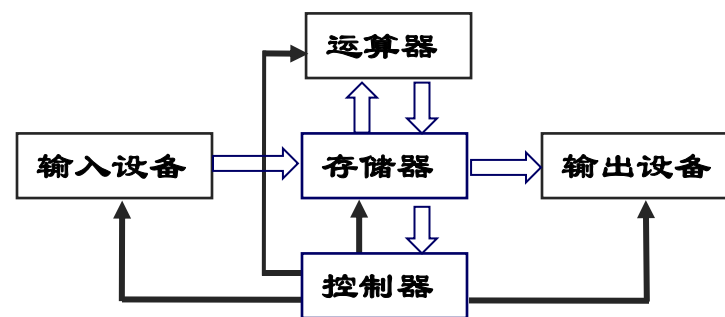 运算器
输入设备
存储器
输出设备
控制器